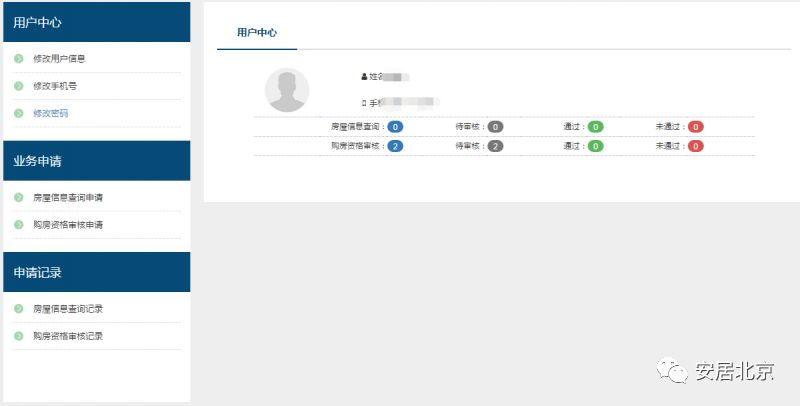 用户中心
修改用户信息
修改手机号
修改密码
业务申请
房屋信息查询申请
购房资格审核申请
申请记录
房屋信息查询记录
购房资格审核记录
用户中心
姓名
手机
房屋信息查询：0 待审核：0 通过：0 未通过：0
购房资格审核：2 待审核：2 通过：0 未通过：0
安居北京